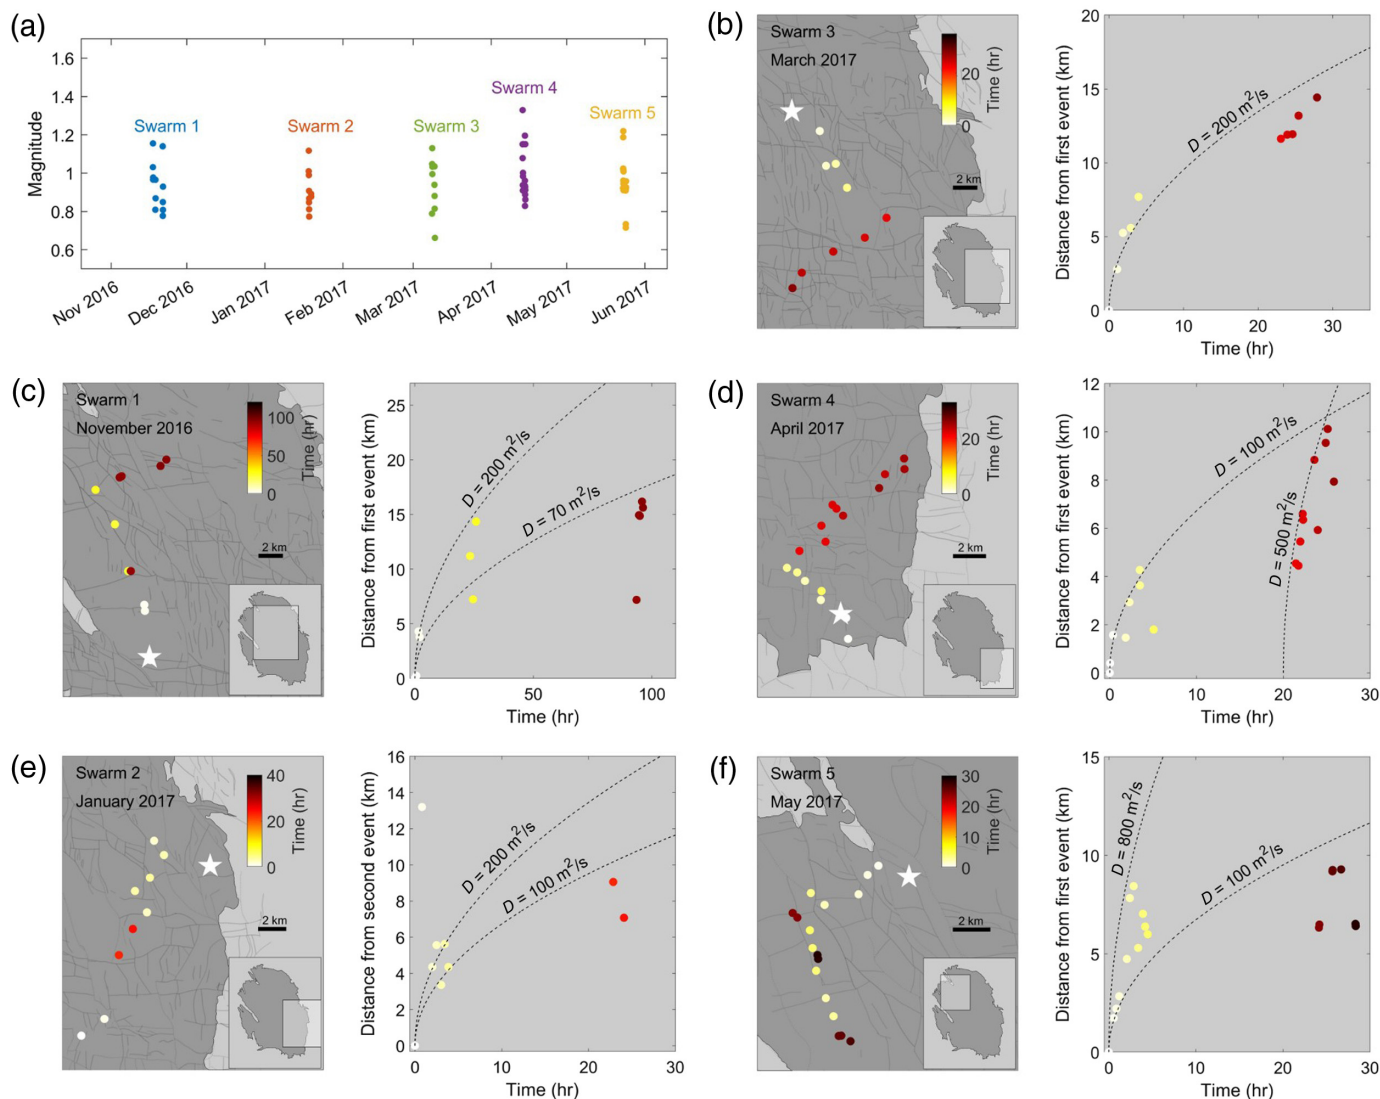 (a)
1.6
1.4
1.2
1
0.8
0.6
Magnitude
Swarm 1
Swarm 2
Swarm 3
Swarm 4
Swarm 5
Nov 2016
Dec 2016
Jan 2017
Feb 2017
Mar 2017
Apr 2017
May 2017
Jun 2017
(b)
Swarm 3
March 2017
20
0
Time (hr)
2 km
20
15
10
5
0
Distance from first event (km)
D = 200 m²/s
0
10
20
30
Time (hr)
(c)
Swarm 1
November 2016
100
50
0
Time (hr)
2 km
25
20
15
10
5
0
Distance from first event (km)
D = 200 m²/s
D = 70 m²/s
0
50
100
Time (hr)
(d)
Swarm 4
April 2017
20
0
Time (hr)
2 km
12
10
8
6
4
2
0
Distance from first event (km)
D = 100 m²/s
D = 500 m²/s
0
10
20
30
Time (hr)
(e)
Swarm 2
January 2017
40
20
0
Time (hr)
2 km
16
14
12
10
8
6
4
2
0
Distance from second event (km)
D = 200 m²/s
D = 100 m²/s
0
10
20
30
Time (hr)
(f)
Swarm 5
May 2017
30
20
10
0
Time (hr)
2 km
15
10
5
0
Distance from first event (km)
D = 800 m²/s
D = 100 m²/s
0
10
20
30
Time (hr)